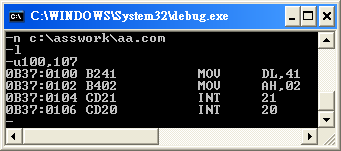 C:\WINDOWS\System32\debug.exe
-n c:\asswork\aa.com
-l
-u100,107
0B37:0100 B241 MOV DL,41
0B37:0102 B402 MOV AH,02
0B37:0104 CD21 INT 21
0B37:0106 CD20 INT 20
-